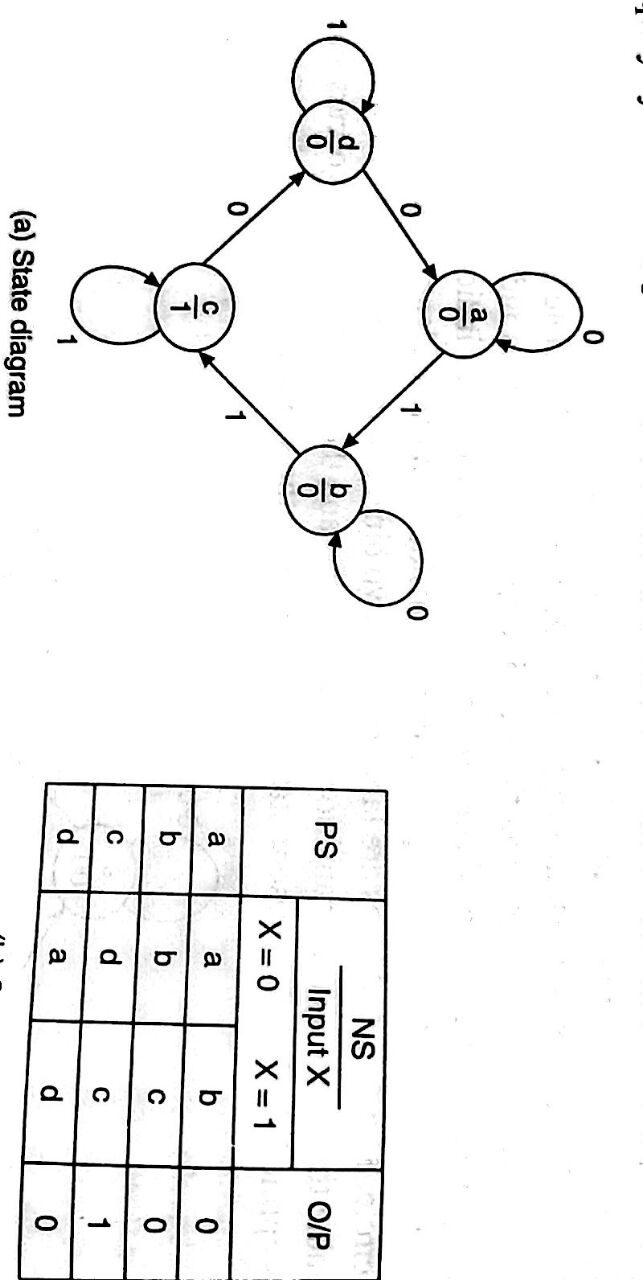 0
a
0
0
1
1
d
0
b
0
0
0
1
c
1
1
(a) State diagram
PS NS O/P
Input X
X = 0 X = 1
a a b 0
b b c 0
c d c 1
d a d 0